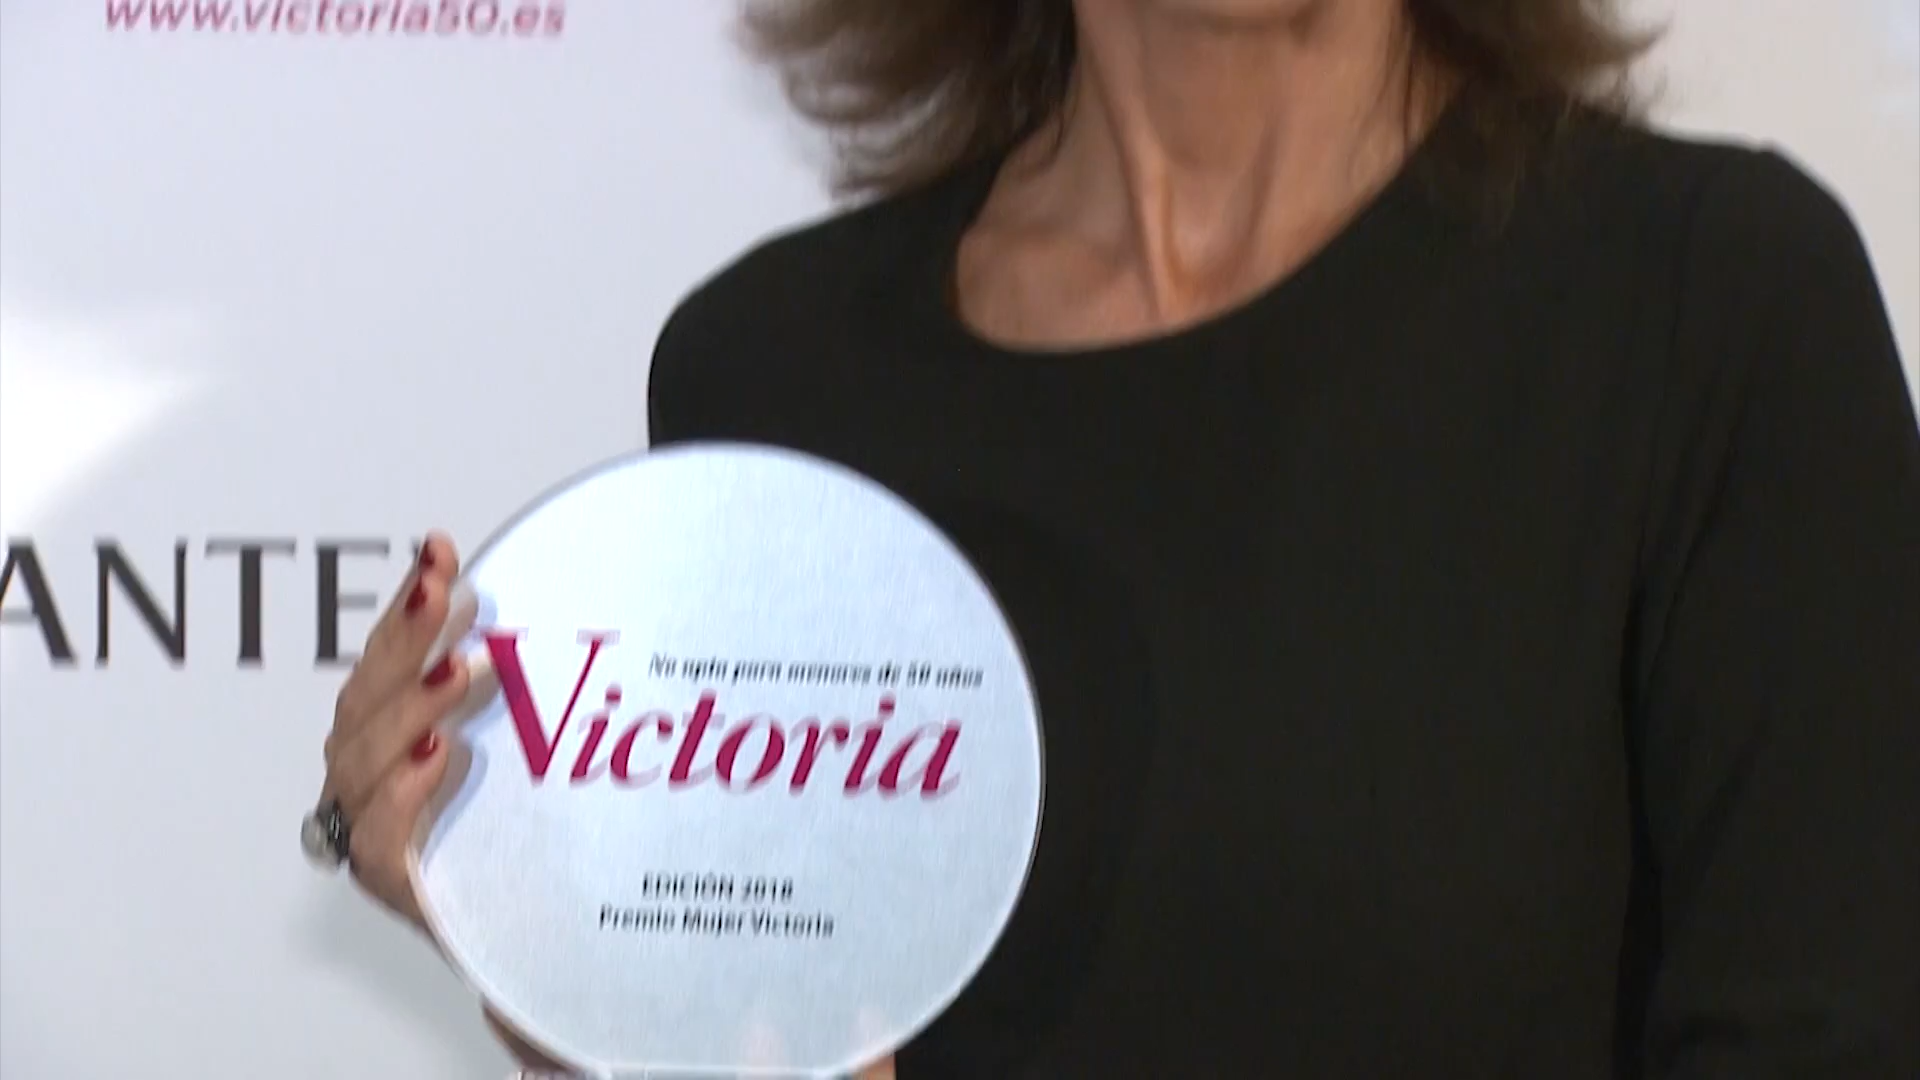 www.victoria50.es
ANTE
No apto para menores de 50 años
Victoria
EDICIÓN 2018
Premio Mujer Victoria